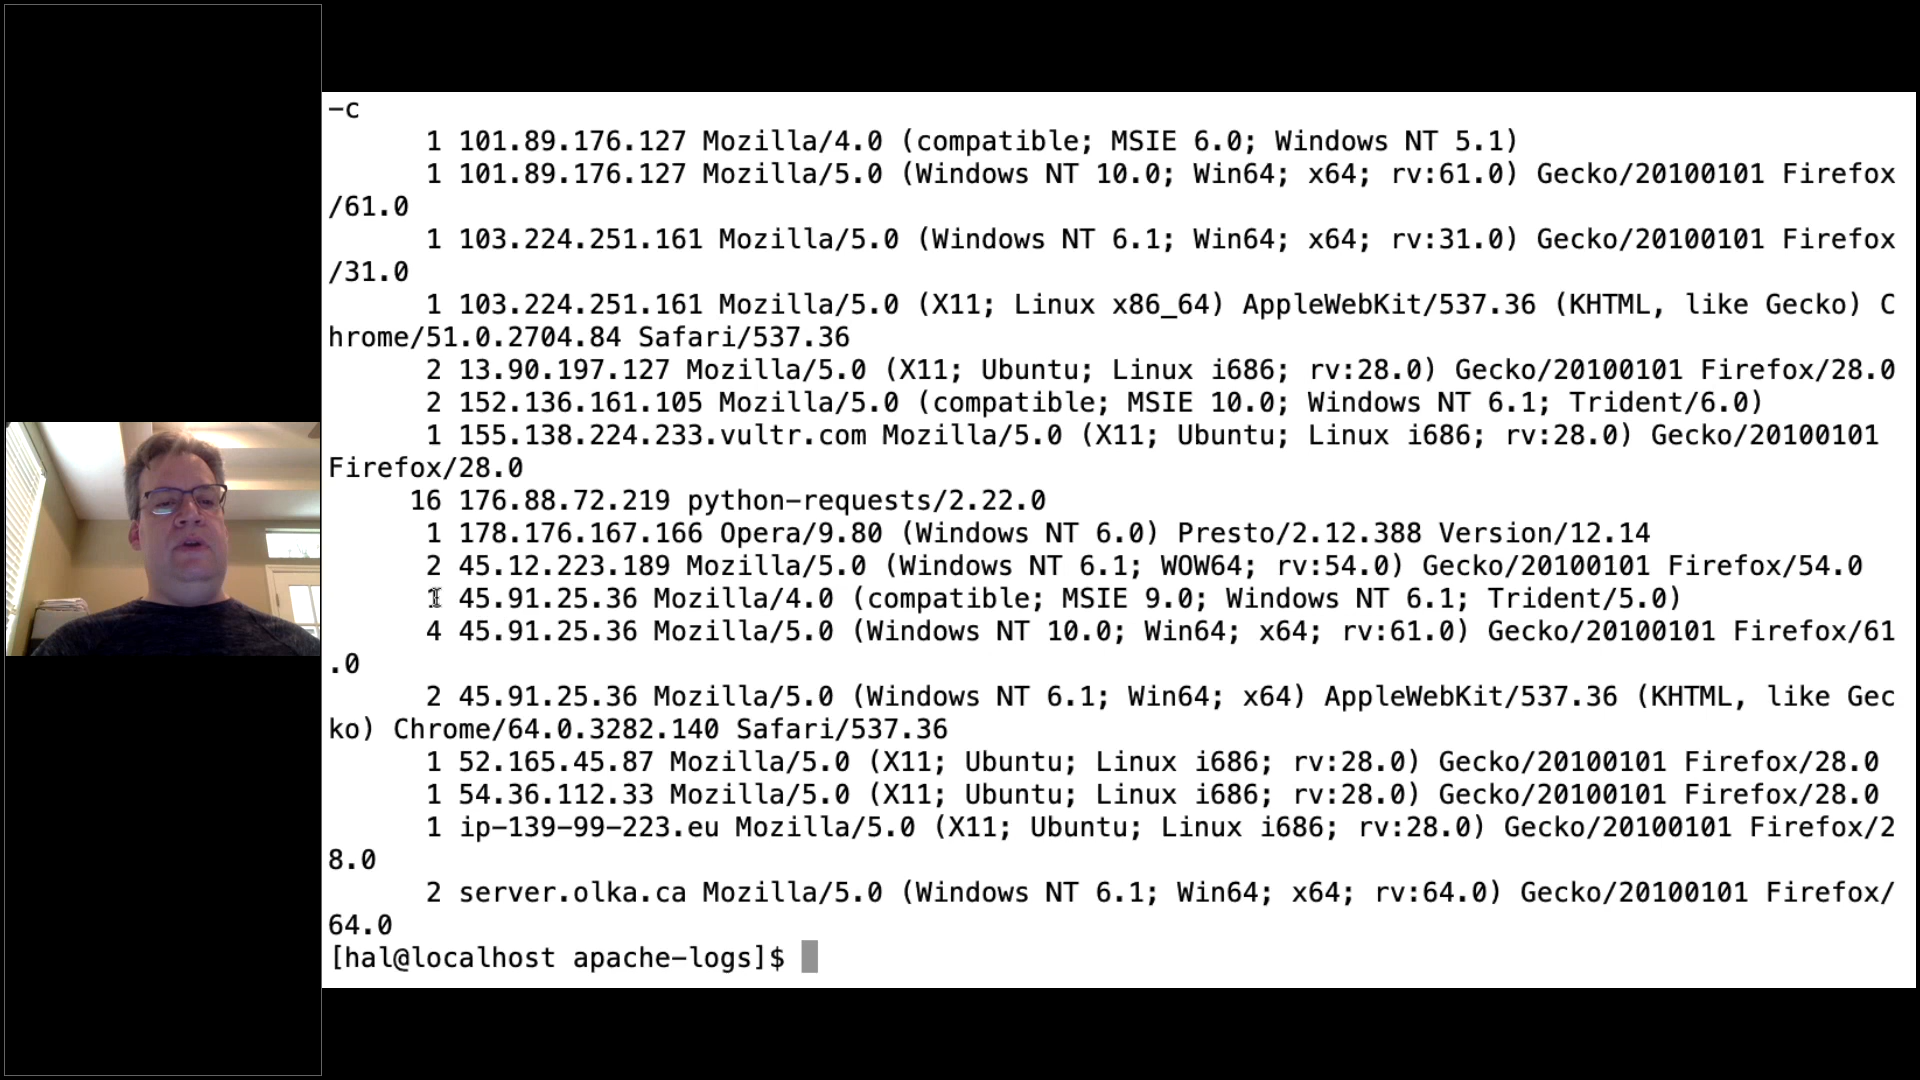 -c
1 101.89.176.127 Mozilla/4.0 (compatible; MSIE 6.0; Windows NT 5.1)
1 101.89.176.127 Mozilla/5.0 (Windows NT 10.0; Win64; x64; rv:61.0) Gecko/20100101 Firefox
/61.0
1 103.224.251.161 Mozilla/5.0 (Windows NT 6.1; Win64; x64; rv:31.0) Gecko/20100101 Firefox
/31.0
1 103.224.251.161 Mozilla/5.0 (X11; Linux x86_64) AppleWebKit/537.36 (KHTML, like Gecko) C
hrome/51.0.2704.84 Safari/537.36
2 13.90.197.127 Mozilla/5.0 (X11; Ubuntu; Linux i686; rv:28.0) Gecko/20100101 Firefox/28.0
2 152.136.161.105 Mozilla/5.0 (compatible; MSIE 10.0; Windows NT 6.1; Trident/6.0)
1 155.138.224.233.vultr.com Mozilla/5.0 (X11; Ubuntu; Linux i686; rv:28.0) Gecko/20100101
Firefox/28.0
16 176.88.72.219 python-requests/2.22.0
1 178.176.167.166 Opera/9.80 (Windows NT 6.0) Presto/2.12.388 Version/12.14
2 45.12.223.189 Mozilla/5.0 (Windows NT 6.1; WOW64; rv:54.0) Gecko/20100101 Firefox/54.0
45.91.25.36 Mozilla/4.0 (compatible; MSIE 9.0; Windows NT 6.1; Trident/5.0)
4 45.91.25.36 Mozilla/5.0 (Windows NT 10.0; Win64; x64; rv:61.0) Gecko/20100101 Firefox/61
.0
2 45.91.25.36 Mozilla/5.0 (Windows NT 6.1; Win64; x64) AppleWebKit/537.36 (KHTML, like Gec
ko) Chrome/64.0.3282.140 Safari/537.36
1 52.165.45.87 Mozilla/5.0 (X11; Ubuntu; Linux i686; rv:28.0) Gecko/20100101 Firefox/28.0
1 54.36.112.33 Mozilla/5.0 (X11; Ubuntu; Linux i686; rv:28.0) Gecko/20100101 Firefox/28.0
1 ip-139-99-223.eu Mozilla/5.0 (X11; Ubuntu; Linux i686; rv:28.0) Gecko/20100101 Firefox/2
8.0
2 server.olka.ca Mozilla/5.0 (Windows NT 6.1; Win64; x64; rv:64.0) Gecko/20100101 Firefox/
64.0
[hal@localhost apache-logs]$